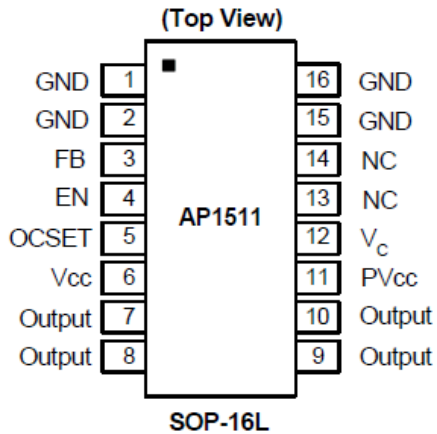 (Top View)
GND 1 16 GND
GND 2 15 GND
FB 3 14 NC
EN 4 13 NC
AP1511
OCSET 5 12 VC
Vcc 6 11 PVcc
Output 7 10 Output
Output 8 9 Output
SOP-16L